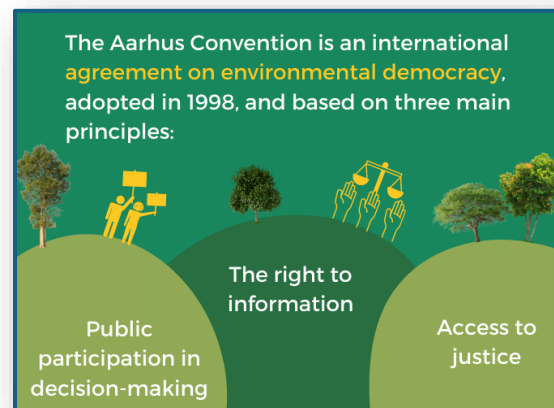 The Aarhus Convention is an international
agreement on environmental democracy,
adopted in 1998, and based on three main
principles:
The right to
information
Public
participation in
decision-making
Access to
justice